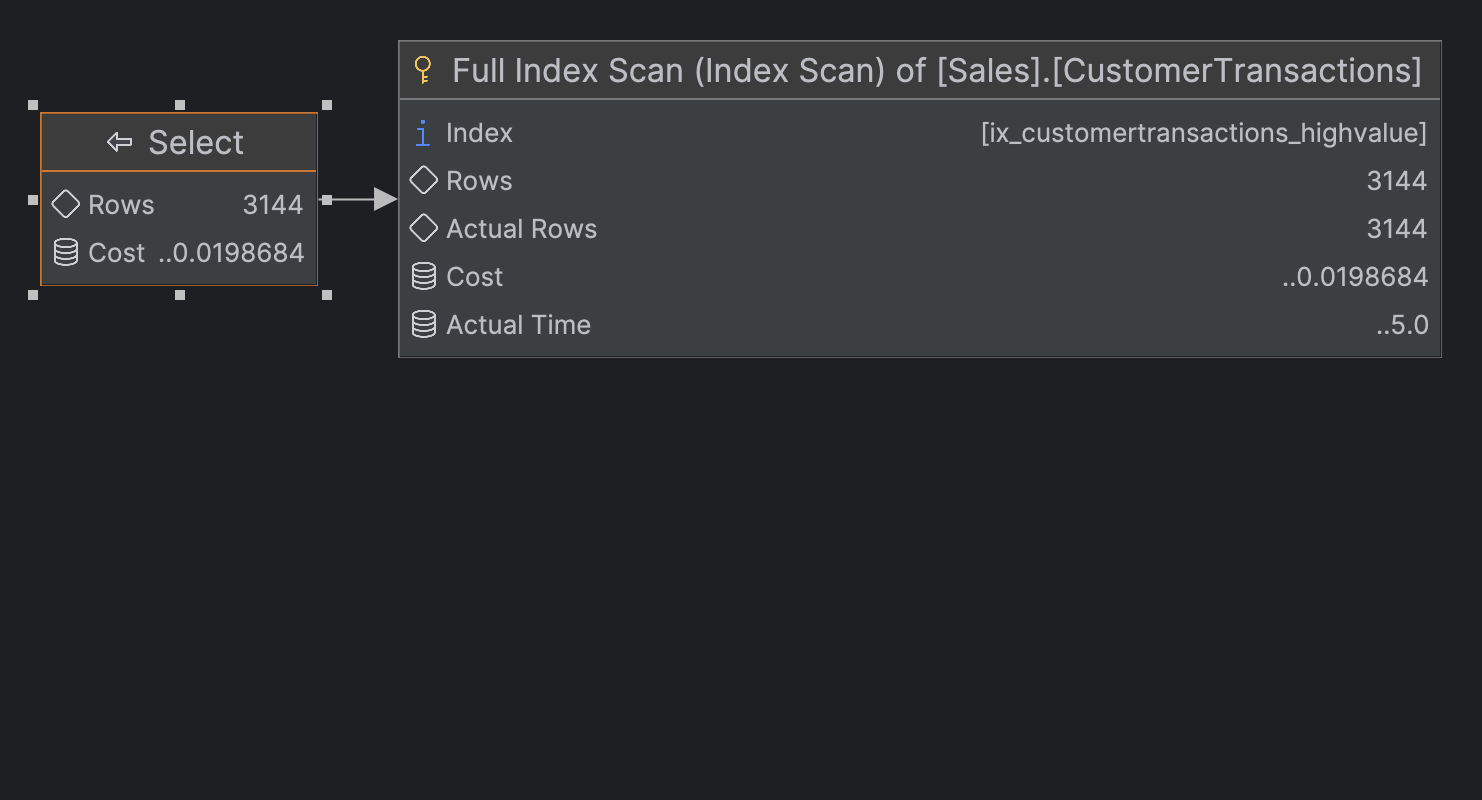 Select
Rows 3144
Cost ..0.0198684
Full Index Scan (Index Scan) of [Sales].[CustomerTransactions]
Index [ix_customertransactions_highvalue]
Rows 3144
Actual Rows 3144
Cost ..0.0198684
Actual Time ..5.0